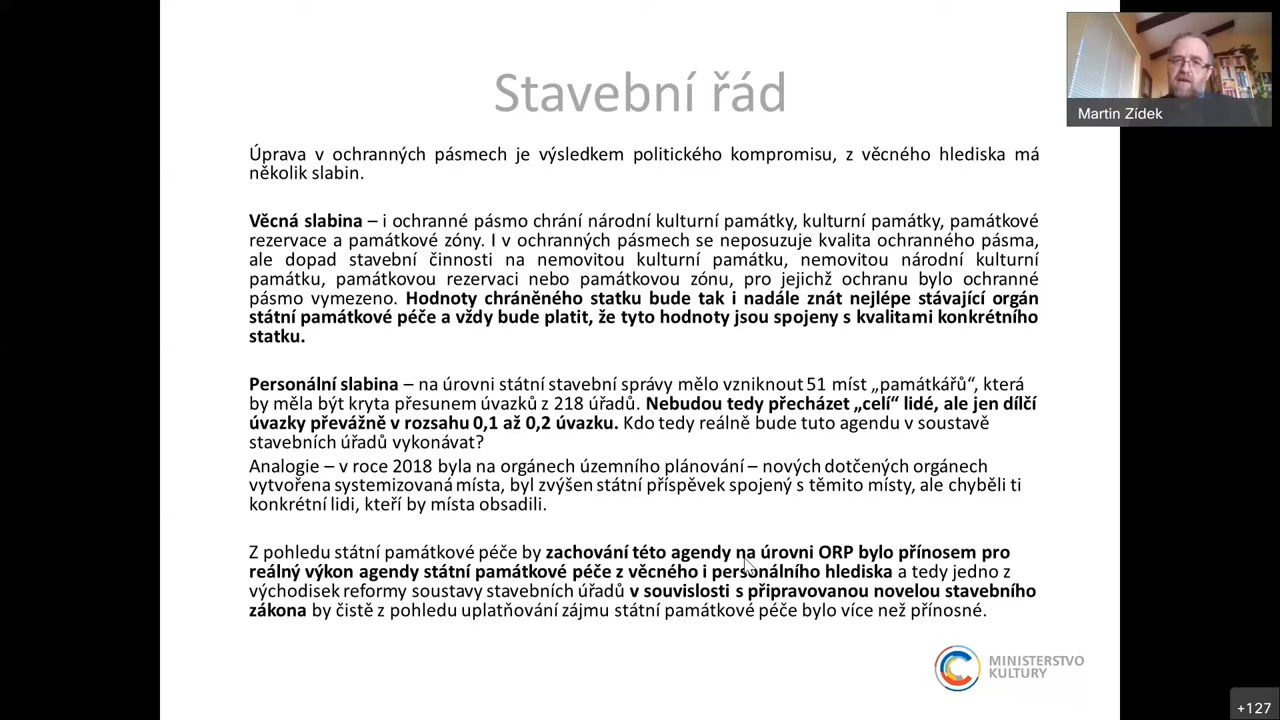 Stavební řád
Martin Zídek
Úprava v ochranných pásmech je výsledkem politického kompromisu, z věcného hlediska má
několik slabin.
Věcná slabina – i ochranné pásmo chrání národní kulturní památky, kulturní památky, památkové
rezervace a památkové zóny. I v ochranných pásmech se neposuzuje kvalita ochranného pásma,
ale dopad stavební činnosti na nemovitou kulturní památku, nemovitou národní kulturní
památku, památkovou rezervaci nebo památkovou zónu, pro jejichž ochranu bylo ochranné
pásmo vymezeno. Hodnoty chráněného statku bude tak i nadále znát nejlépe stávající orgán
státní památkové péče a vždy bude platit, že tyto hodnoty jsou spojeny s kvalitami konkrétního
statku.
Personální slabina – na úrovni státní stavební správy mělo vzniknout 51 míst „památkářů“, která
by měla být kryta přesunem úvazků z 218 úřadů. Nebudou tedy přecházet „celí“ lidé, ale jen dílčí
úvazky převážně v rozsahu 0,1 až 0,2 úvazku. Kdo tedy reálně bude tuto agendu v soustavě
stavebních úřadů vykonávat?
Analogie – v roce 2018 byla na orgánech územního plánování – nových dotčených orgánech
vytvořena systemizovaná místa, byl zvýšen státní příspěvek spojený s těmito místy, ale chyběli ti
konkrétní lidi, kteří by místa obsadili.
Z pohledu státní památkové péče by zachování této agendy na úrovni ORP bylo přínosem pro
reálný výkon agendy státní památkové péče z věcného i personálního hlediska a tedy jedno z
východisek reformy soustavy stavebních úřadů v souvislosti s připravovanou novelou stavebního
zákona by čistě z pohledu uplatňování zájmu státní památkové péče bylo více než přínosné.
MINISTERSTVO
KULTURY
+127